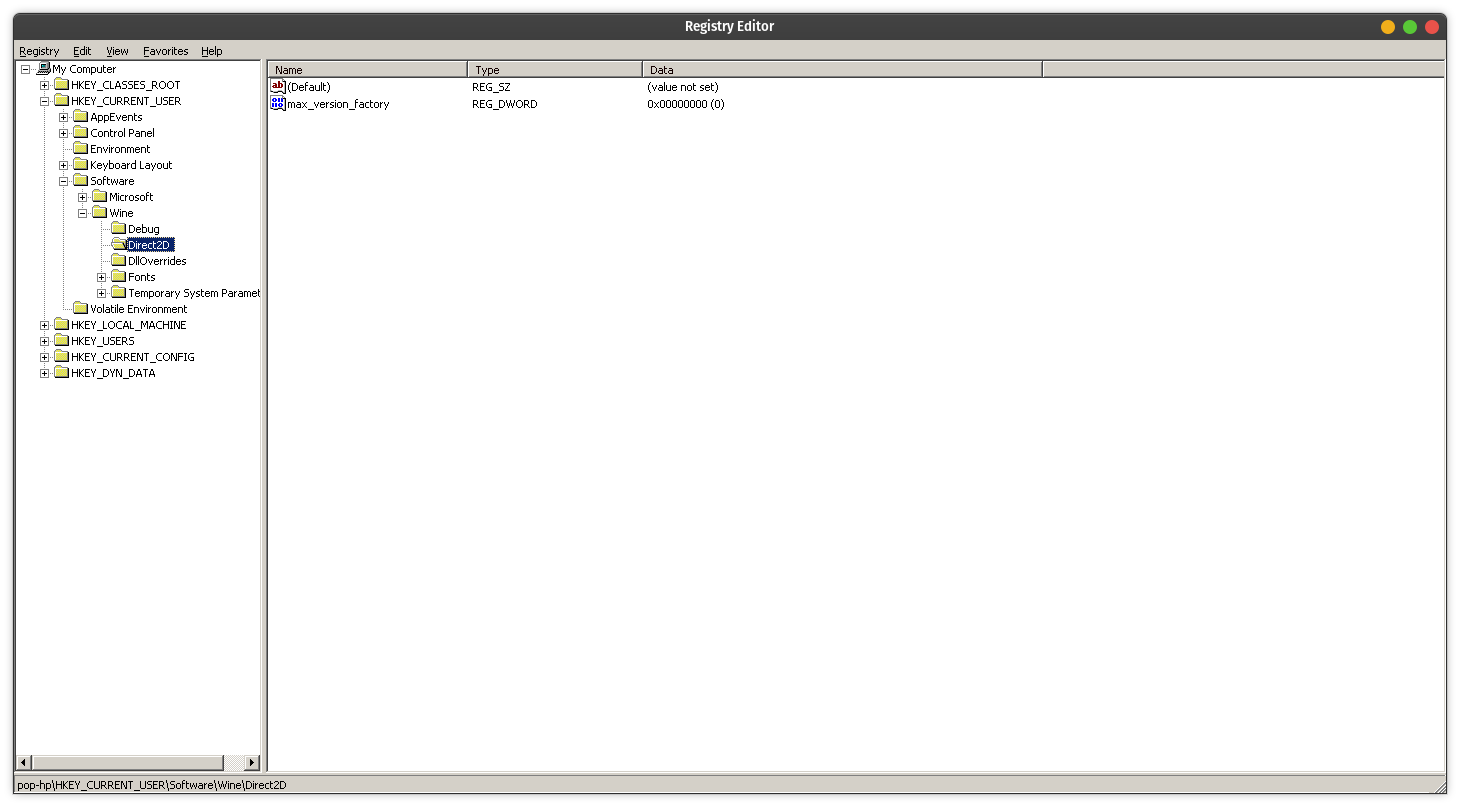 Registry Editor
Registry Edit View Favorites Help
My Computer
HKEY_CLASSES_ROOT
HKEY_CURRENT_USER
AppEvents
Control Panel
Environment
Keyboard Layout
Software
Microsoft
Wine
Debug
Direct2D
DllOverrides
Fonts
Temporary System Paramet
Volatile Environment
HKEY_LOCAL_MACHINE
HKEY_USERS
HKEY_CURRENT_CONFIG
HKEY_DYN_DATA
Name Type Data
(Default) REG_SZ (value not set)
max_version_factory REG_DWORD 0x00000000 (0)
pop-hp\HKEY_CURRENT_USER\Software\Wine\Direct2D